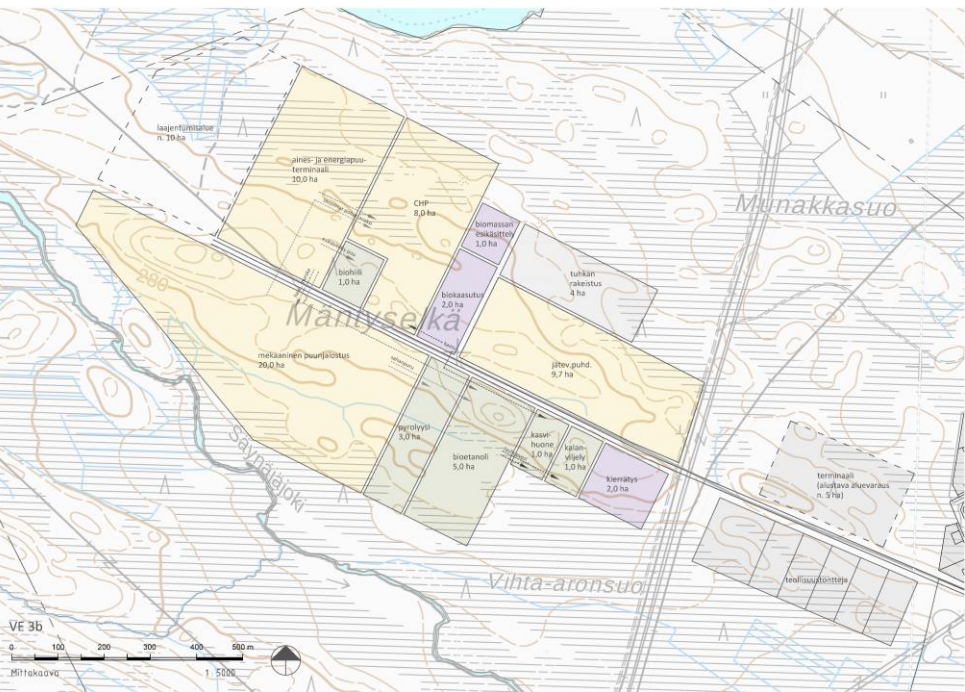 laajentumisalue
n. 10 ha
aines- ja energiapuu-
terminaali
10,0 ha
CHP
8,0 ha
biomassan
esikäsittely
1,0 ha
Munakkasuo
tuhkan
rakeistus
4 ha
biohiili
1,0 ha
biokaasutus
2,0 ha
280
Mäntyselkä
mekaaninen puunjalostus
20,0 ha
sahanpuru
jätev.puhd.
9,7 ha
pyrolyysi
3,0 ha
bioetanoli
5,0 ha
kasvi-
huone
1,0 ha
kalan-
viljely
1,0 ha
kierrätys
2,0 ha
Säynäjäjoki
terminaali
(alustava aluevaraus
n. 5 ha)
teollisuustontteja
Vihta-aronsuo
VE 3b
0 100 200 300 400 500 m
Mittakaava 1:5000